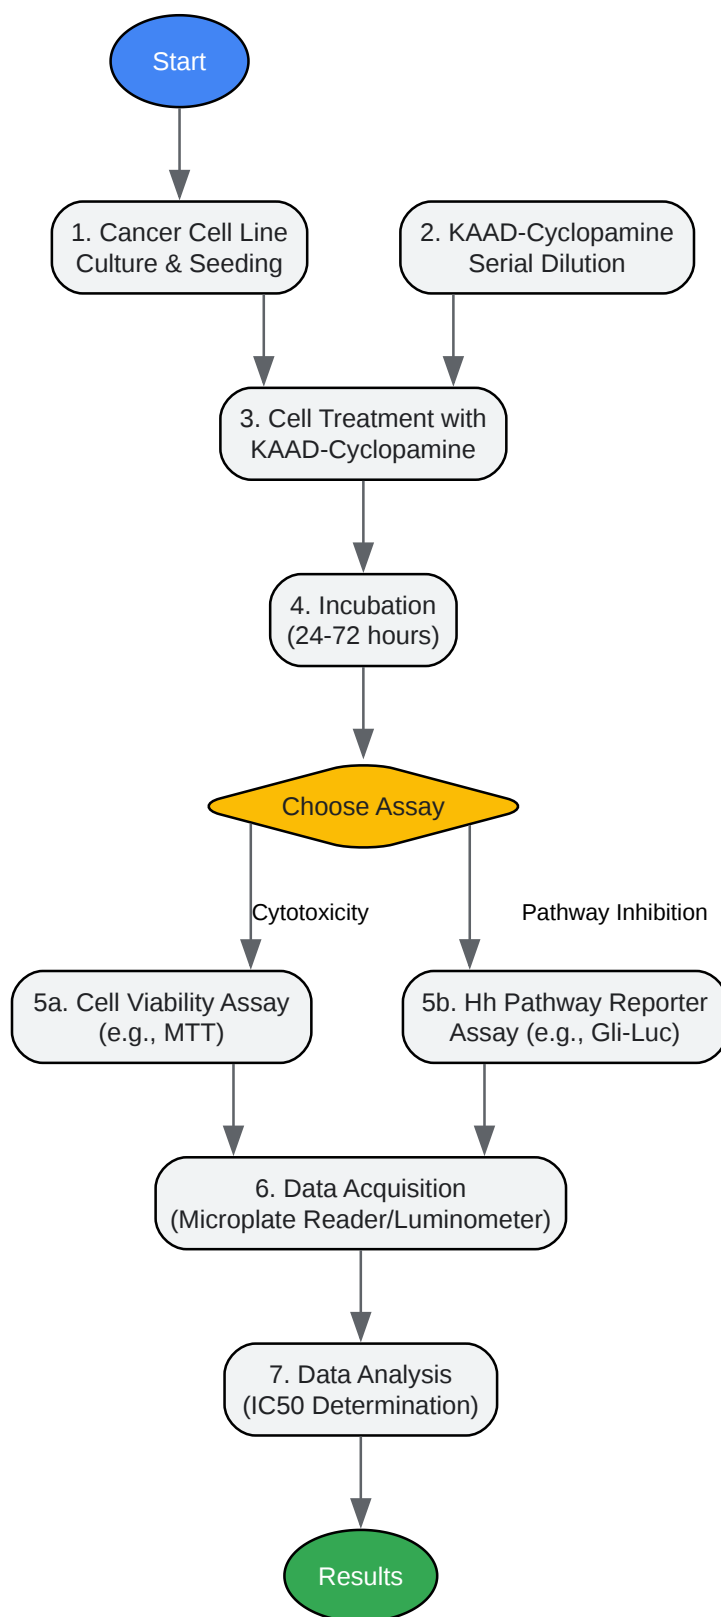 Start
1. Cancer Cell Line
Culture & Seeding
2. KAAD-Cyclopamine
Serial Dilution
3. Cell Treatment with
KAAD-Cyclopamine
4. Incubation
(24-72 hours)
Choose Assay
Cytotoxicity
Pathway Inhibition
5a. Cell Viability Assay
(e.g., MTT)
5b. Hh Pathway Reporter
Assay (e.g., Gli-Luc)
6. Data Acquisition
(Microplate Reader/Luminometer)
7. Data Analysis
(IC50 Determination)
Results